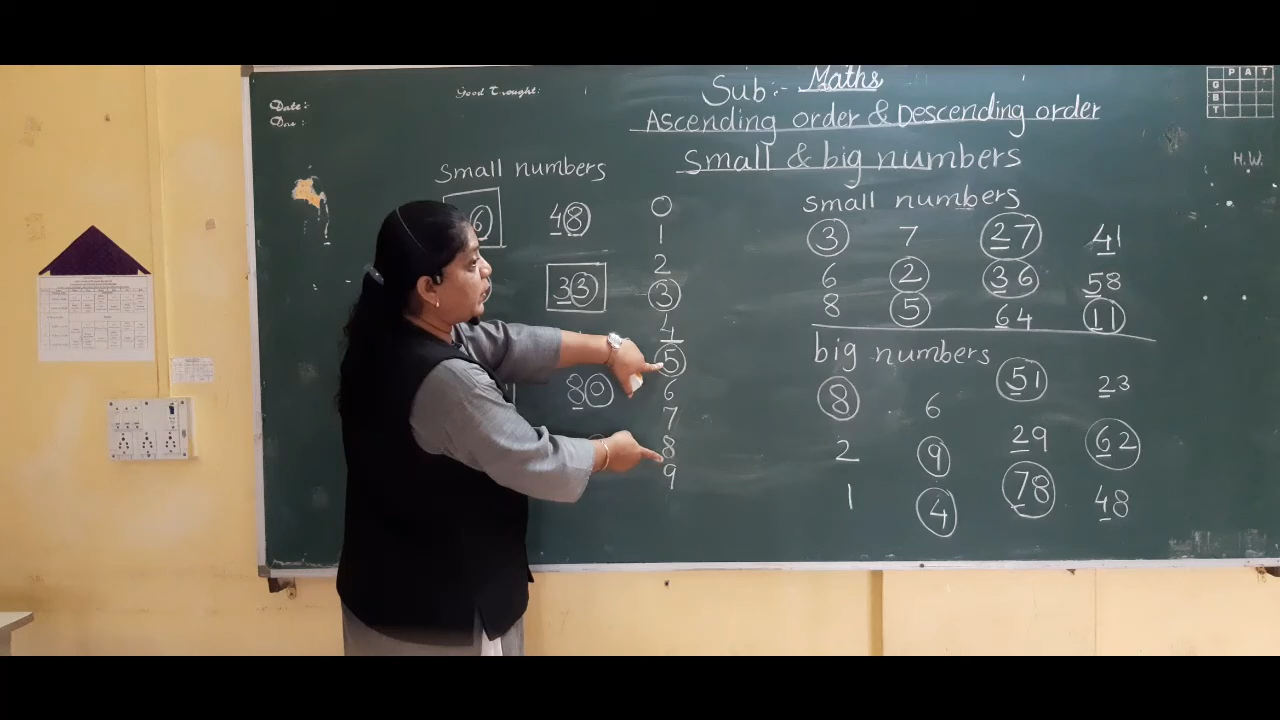 Sub:- Maths
Ascending order & Descending order
Small & big numbers
Good Thought:
Date:-
P A T
G
B
T
H.W.
Small numbers
6 48
33
80
0
1
2
3
4
5
6
7
8
9
small numbers
3 7 27 41
6 2 36 58
8 5 64 11
big numbers
8 6 51 23
2 9 29 62
1 4 78 48